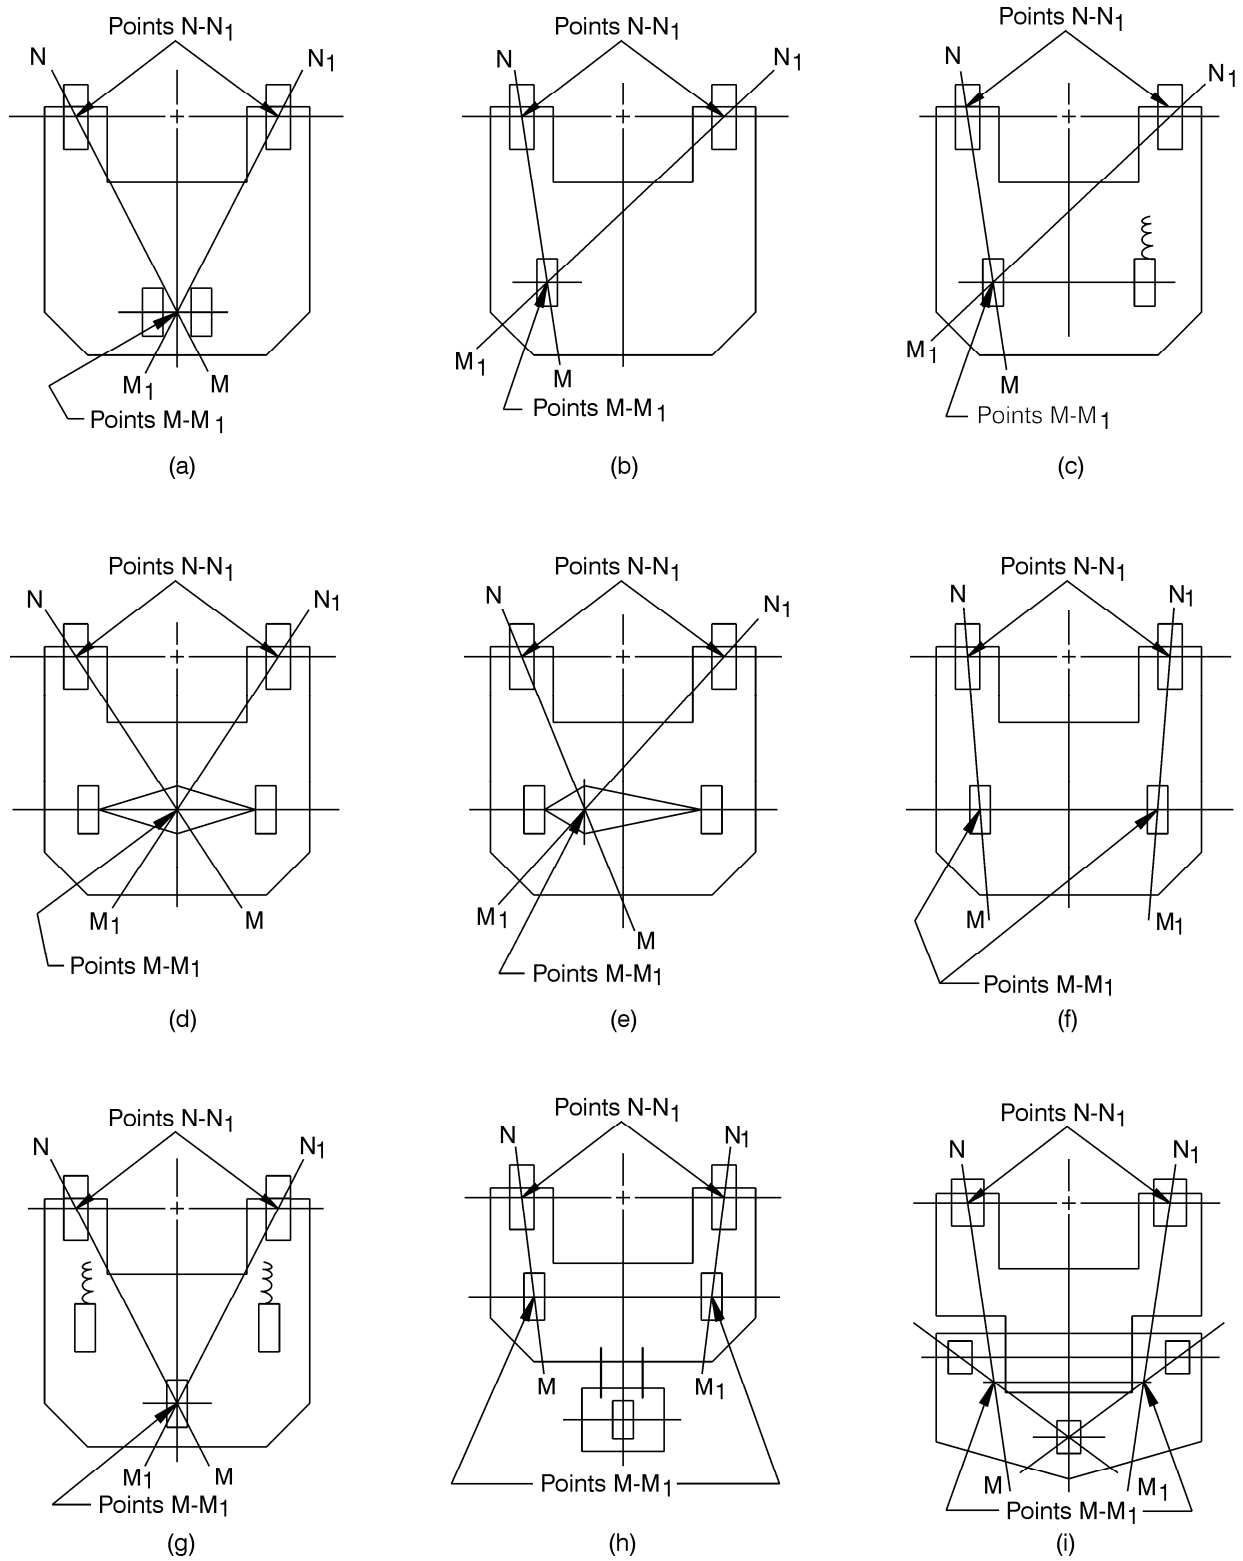 Points N-N1
Points N-N1
Points N-N1
N
N1
N
N1
N
N1
M1
M
M1
M
M1
M
Points M-M1
Points M-M1
Points M-M1
(a)
(b)
(c)
Points N-N1
Points N-N1
Points N-N1
N
N1
N
N1
N
N1
M1
M
M1
M
M
M1
Points M-M1
Points M-M1
Points M-M1
(d)
(e)
(f)
Points N-N1
Points N-N1
Points N-N1
N
N1
N
N1
N
N1
M1
M
M
M1
M
M1
Points M-M1
Points M-M1
Points M-M1
(g)
(h)
(i)